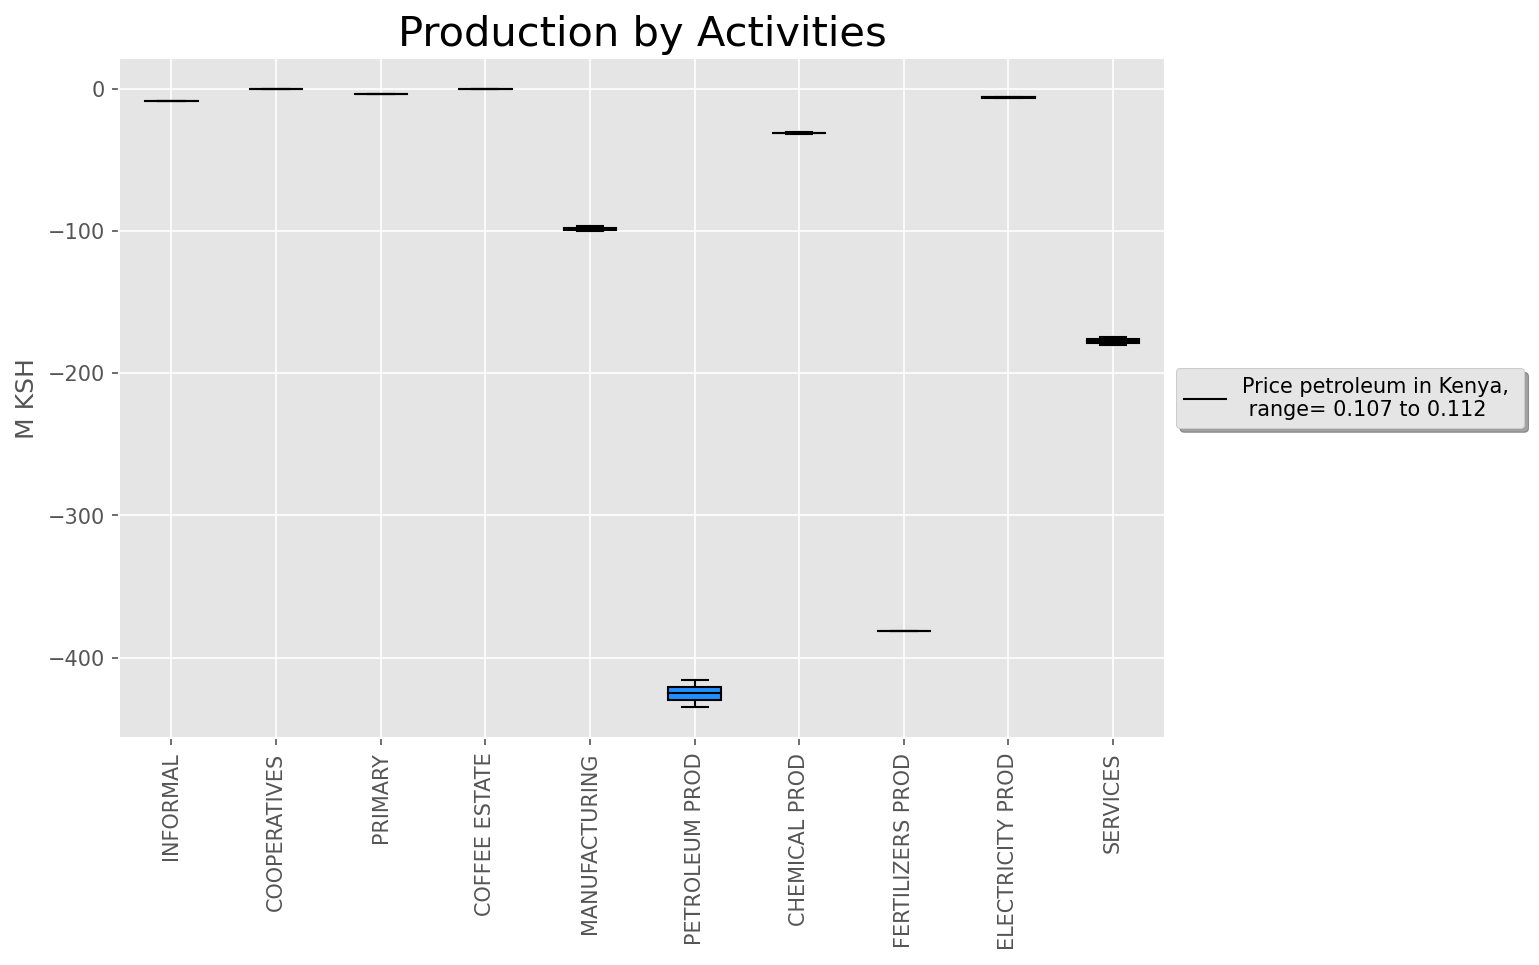 Production by Activities
0
−100
−200
−300
−400
M KSH
INFORMAL
COOPERATIVES
PRIMARY
COFFEE ESTATE
MANUFACTURING
PETROLEUM PROD
CHEMICAL PROD
FERTILIZERS PROD
ELECTRICITY PROD
SERVICES
Price petroleum in Kenya,
range= 0.107 to 0.112